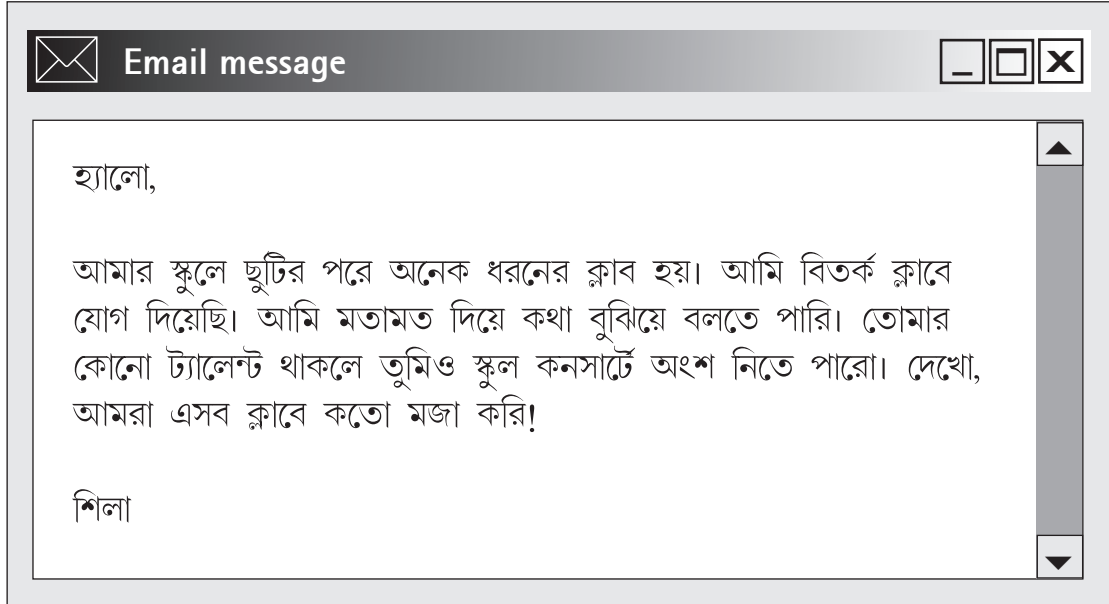 Email message
হ্যালো,
আমার স্কুলে ছুটির পরে অনেক ধরনের ক্লাব হয়। আমি বিতর্ক ক্লাবে
যোগ দিয়েছি। আমি মতামত দিয়ে কথা বুঝিয়ে বলতে পারি। তোমার
কোনো ট্যালেন্ট থাকলে তুমিও স্কুল কনসার্টে অংশ নিতে পারো। দেখো,
আমরা এসব ক্লাবে কতো মজা করি!
শিলা